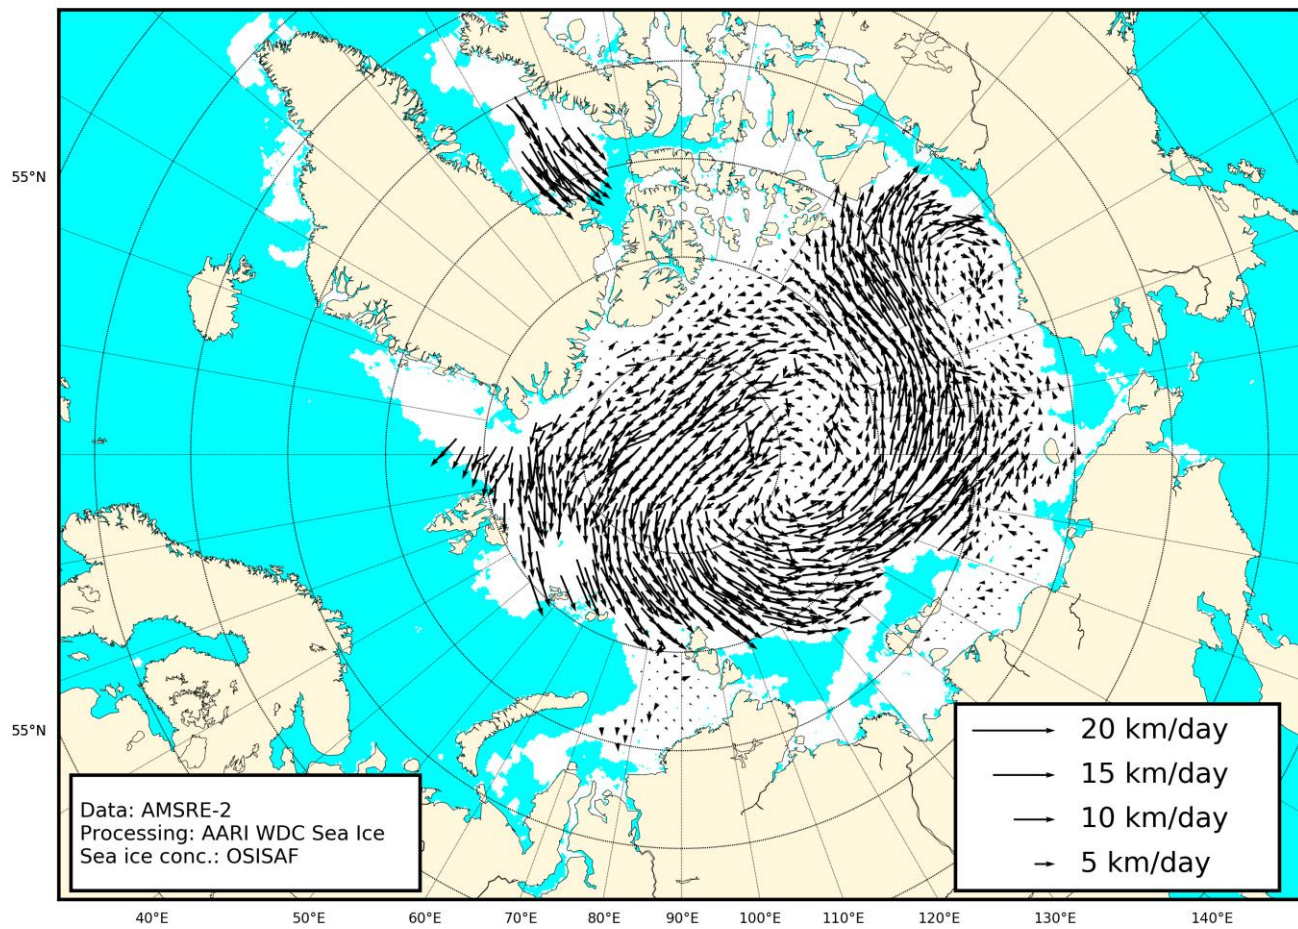 55°N
55°N
Data: AMSRE-2
Processing: AARI WDC Sea Ice
Sea ice conc.: OSISAF
20 km/day
15 km/day
10 km/day
5 km/day
40°E 50°E 60°E 70°E 80°E 90°E 100°E 110°E 120°E 130°E 140°E